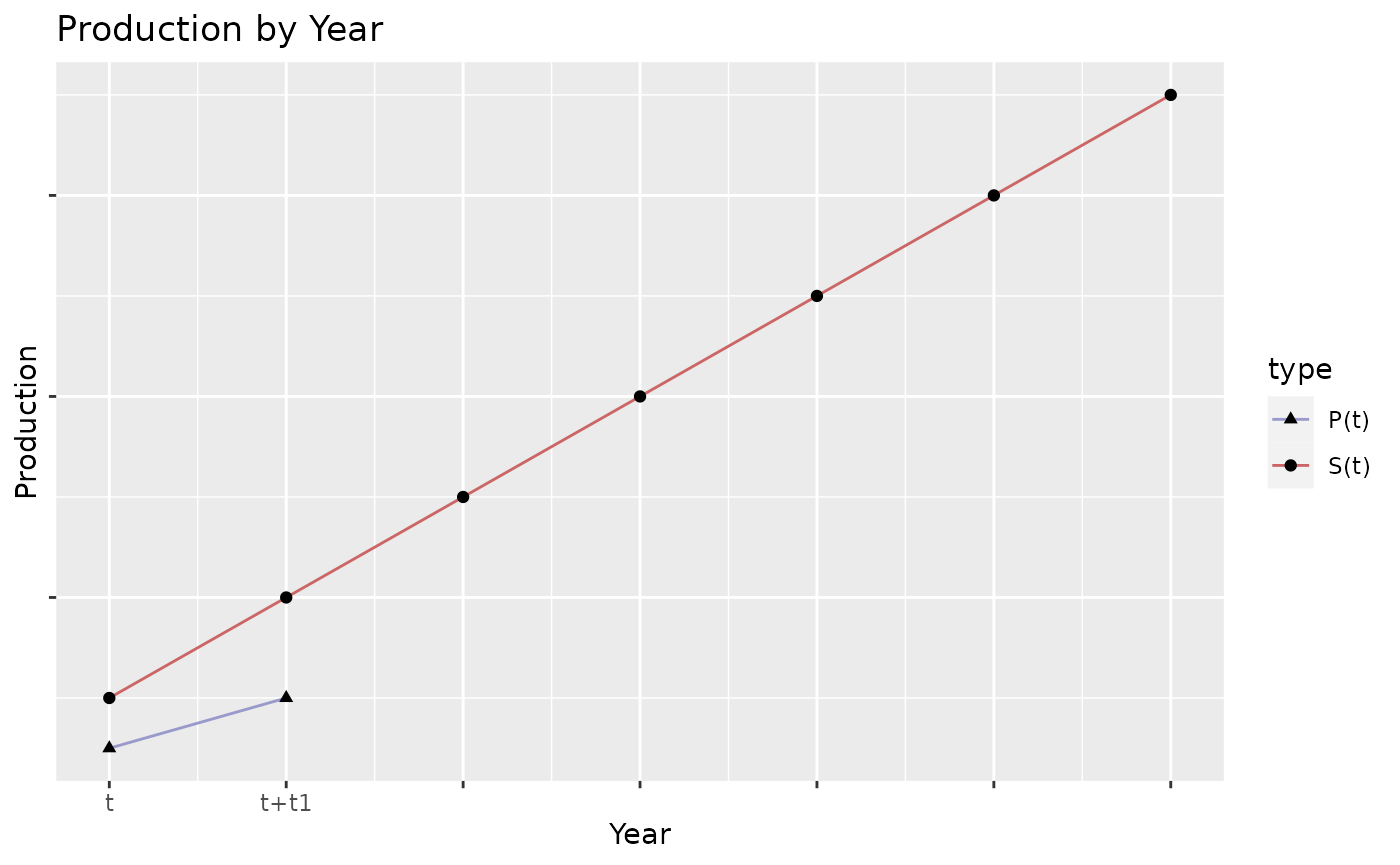 Production by Year
Production
type
P(t)
S(t)
t
t+t1
Year